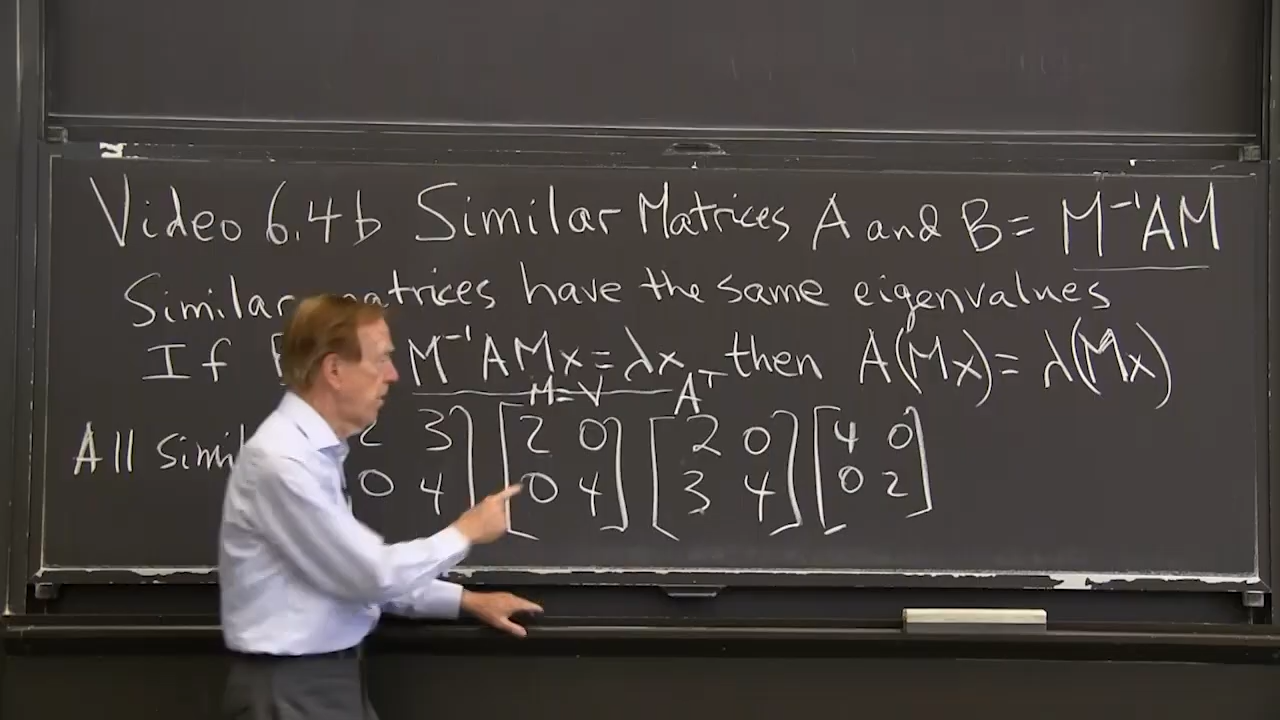 Video 6.4b Similar Matrices A and B = M⁻¹AM
Similar matrices have the same eigenvalues
If M⁻¹AMx = λx then A(Mx) = λ(Mx)
M=V Aᵀ
All simil 2 3 2 0 2 0 4 0
0 4 0 4 3 4 0 2